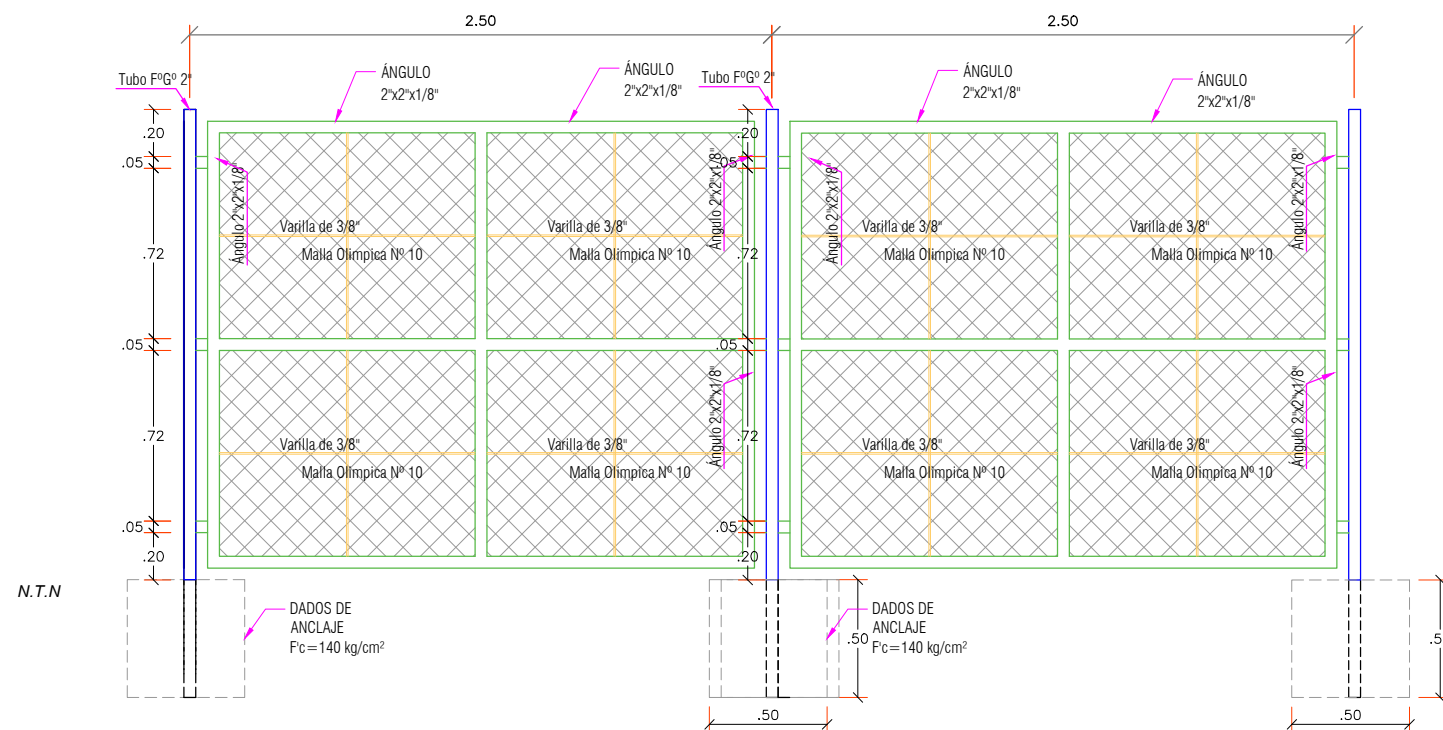 2.50
2.50
Tubo FºGº 2"
ÁNGULO
2"x2"x1/8"
ÁNGULO
2"x2"x1/8"
Tubo FºGº 2"
ÁNGULO
2"x2"x1/8"
ÁNGULO
2"x2"x1/8"
.20
.20
.05
.05
Ángulo 2"x2"x1/8"
Ángulo 2"x2"x1/8"
Ángulo 2"x2"x1/8"
Ángulo 2"x2"x1/8"
Varilla de 3/8"
Varilla de 3/8"
Varilla de 3/8"
Varilla de 3/8"
.72
Malla Olimpica Nº 10
Malla Olimpica Nº 10
.72
Malla Olimpica Nº 10
Malla Olimpica Nº 10
.05
.05
Ángulo 2"x2"x1/8"
Ángulo 2"x2"x1/8"
.72
Varilla de 3/8"
Varilla de 3/8"
.72
Varilla de 3/8"
Varilla de 3/8"
Malla Olimpica Nº 10
Malla Olimpica Nº 10
Malla Olimpica Nº 10
Malla Olimpica Nº 10
.05
.05
.20
.20
N.T.N
DADOS DE
ANCLAJE
F'c=140 kg/cm²
DADOS DE
ANCLAJE
F'c=140 kg/cm²
.50
.5
.50
.50